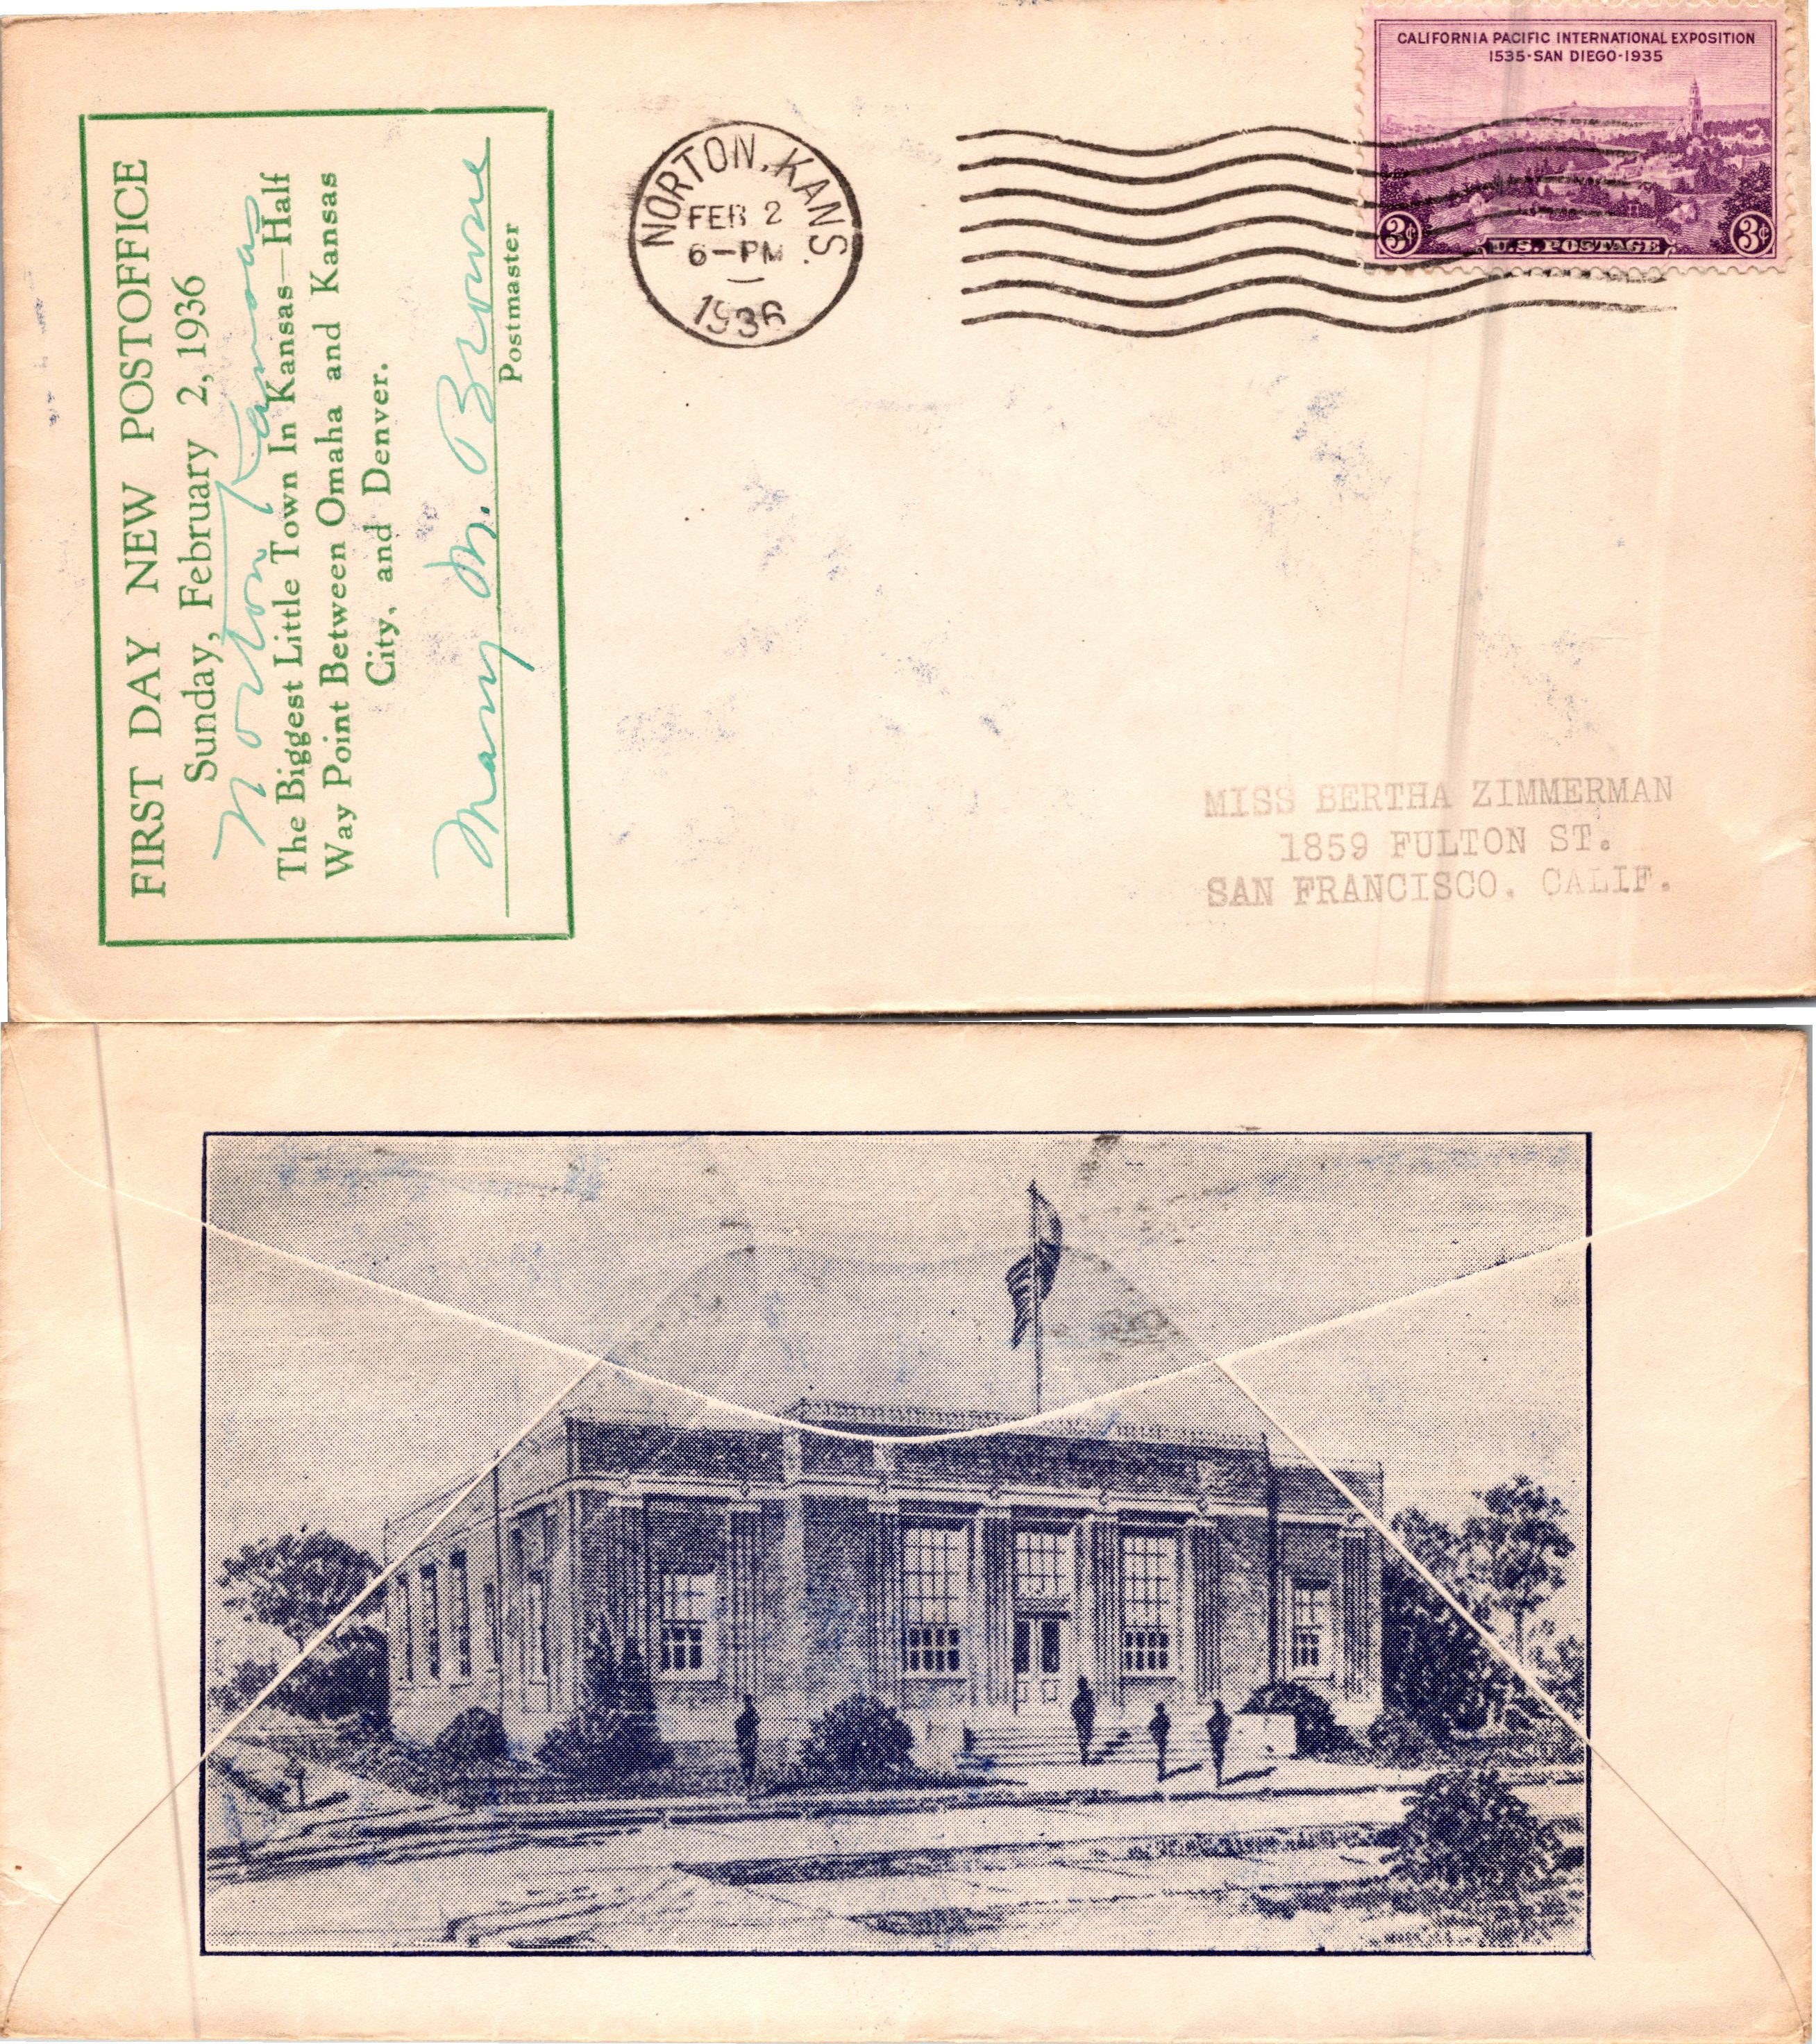 FIRST DAY NEW POSTOFFICE
Sunday, February 2, 1936
Norton Kansas
The Biggest Little Town In Kansas—Half
Way Point Between Omaha and Kansas
City, and Denver.
Mary M. Browne
Postmaster
NORTON, KANS.
FEB 2
6-PM
1936
CALIFORNIA PACIFIC INTERNATIONAL EXPOSITION
1535·SAN DIEGO·1935
3¢ U.S. POSTAGE 3¢
MISS BERTHA ZIMMERMAN
1859 FULTON ST.
SAN FRANCISCO. CALIF.